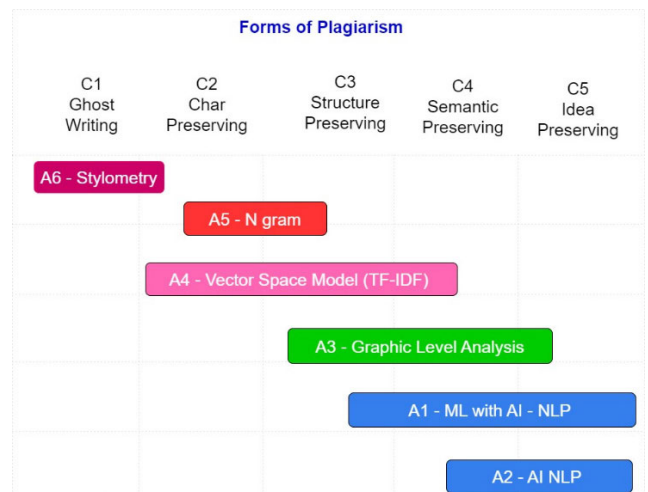 Forms of Plagiarism
C1
Ghost
Writing
C2
Char
Preserving
C3
Structure
Preserving
C4
Semantic
Preserving
C5
Idea
Preserving
A6 - Stylometry
A5 - N gram
A4 - Vector Space Model (TF-IDF)
A3 - Graphic Level Analysis
A1 - ML with AI - NLP
A2 - AI NLP